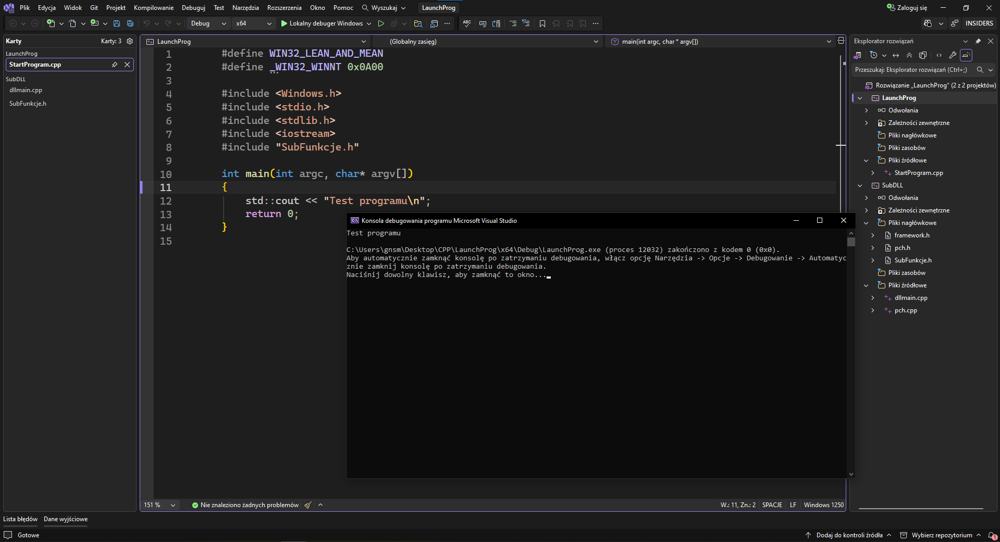 Plik Edycja Widok Git Projekt Kompilowanie Debuguj Test Narzędzia Rozszerzenia Okno Pomoc Wyszukaj LaunchProg Zaloguj się
Debug x64 Lokalny debuger Windows INSIDERS
Karty Karty: 3
LaunchProg
StartProgram.cpp
SubDLL
dllmain.cpp
SubFunkcje.h
LaunchProg (Globalny zasięg) main(int argc, char * argv[])
1 #define WIN32_LEAN_AND_MEAN
2 #define _WIN32_WINNT 0x0A00
3
4 #include <Windows.h>
5 #include <stdio.h>
6 #include <stdlib.h>
7 #include <iostream>
8 #include "SubFunkcje.h"
9
10 int main(int argc, char* argv[])
11 {
12 std::cout << "Test programu\n";
13 return 0;
14 }
15
Konsola debugowania programu Microsoft Visual Studio
Test programu
C:\Users\gnsm\Desktop\CPP\LaunchProg\x64\Debug\LaunchProg.exe (proces 12032) zakończono z kodem 0 (0x0).
Aby automatycznie zamknąć konsolę po zatrzymaniu debugowania, włącz opcję Narzędzia -> Opcje -> Debugowanie -> Automatyc
znie zamknij konsolę po zatrzymaniu debugowania.
Naciśnij dowolny klawisz, aby zamknąć to okno...
Eksplorator rozwiązań
Przeszukaj: Eksplorator rozwiązań (Ctrl+;)
Rozwiązanie „LaunchProg” (2 z 2 projektów)
LaunchProg
Odwołania
Zależności zewnętrzne
Pliki nagłówkowe
Pliki zasobów
Pliki źródłowe
StartProgram.cpp
SubDLL
Odwołania
Zależności zewnętrzne
Pliki nagłówkowe
framework.h
pch.h
SubFunkcje.h
Pliki zasobów
Pliki źródłowe
dllmain.cpp
pch.cpp
151 % Nie znaleziono żadnych problemów W.: 11, Zn.: 2 SPACJE LF Windows 1250
Lista błędów Dane wyjściowe
Gotowe Dodaj do kontroli źródła Wybierz repozytorium 1